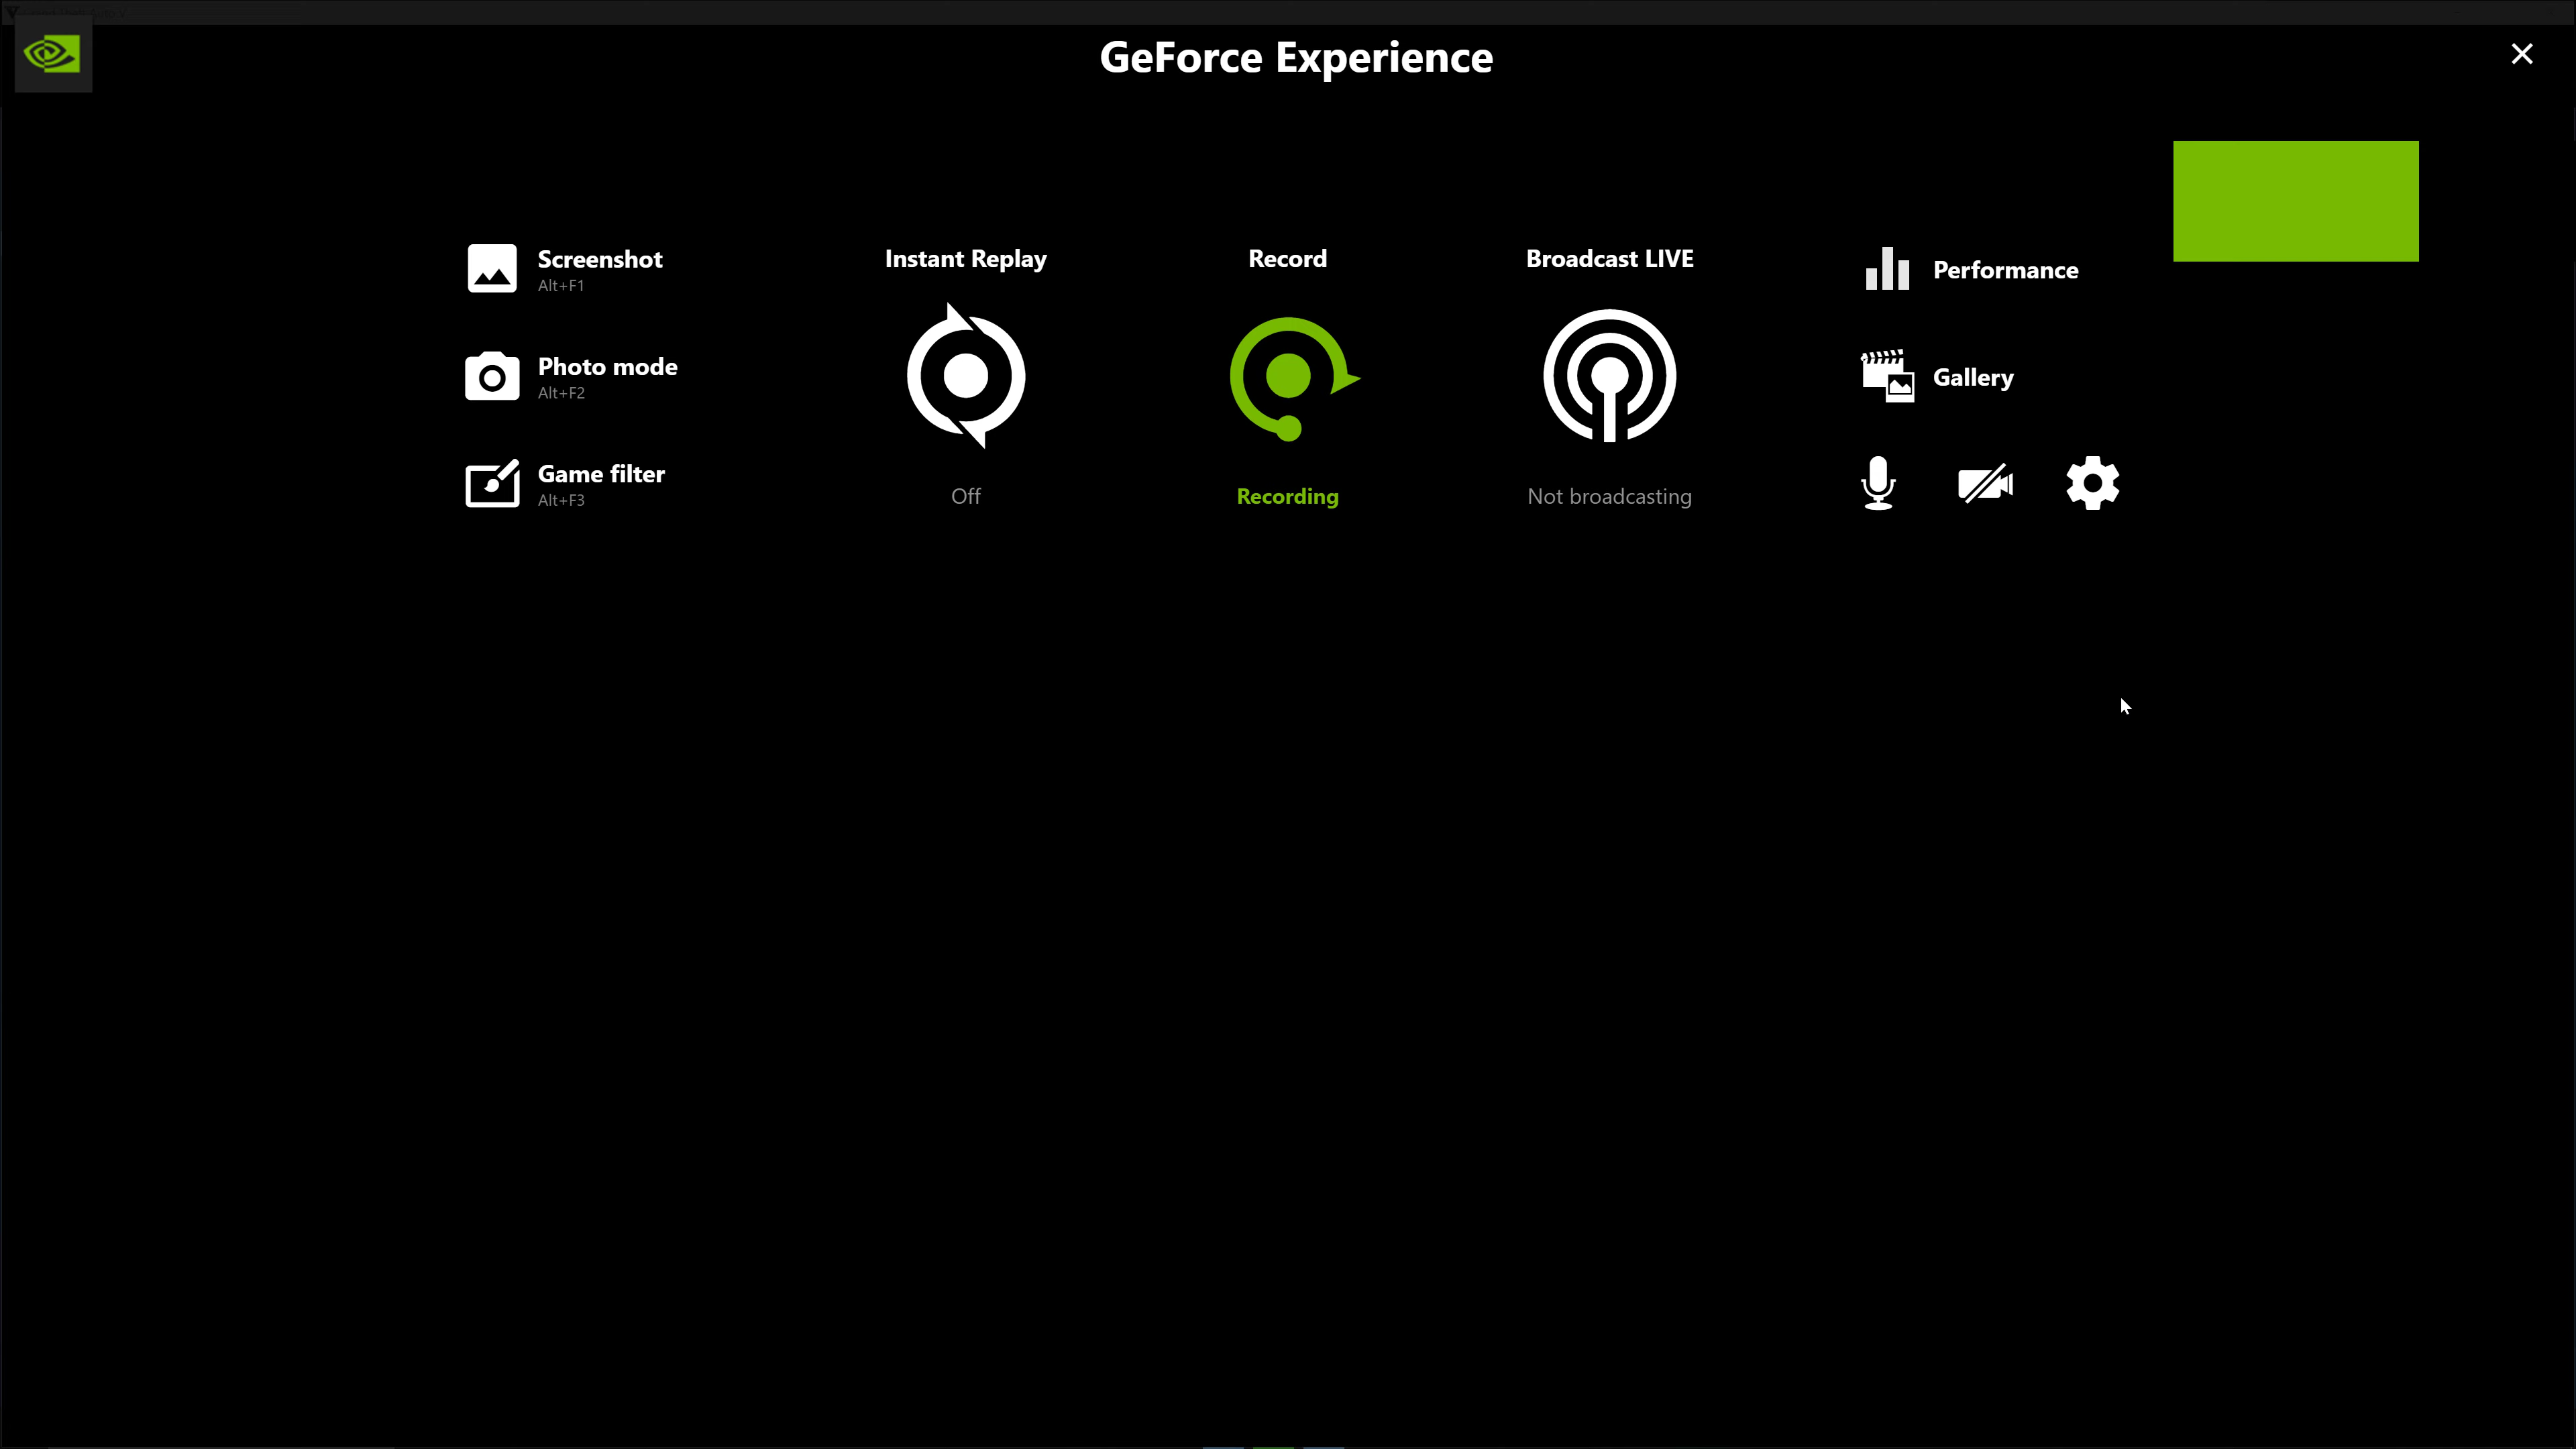 GeForce Experience
Screenshot
Alt+F1
Photo mode
Alt+F2
Game filter
Alt+F3
Instant Replay
Off
Record
Recording
Broadcast LIVE
Not broadcasting
Performance
Gallery